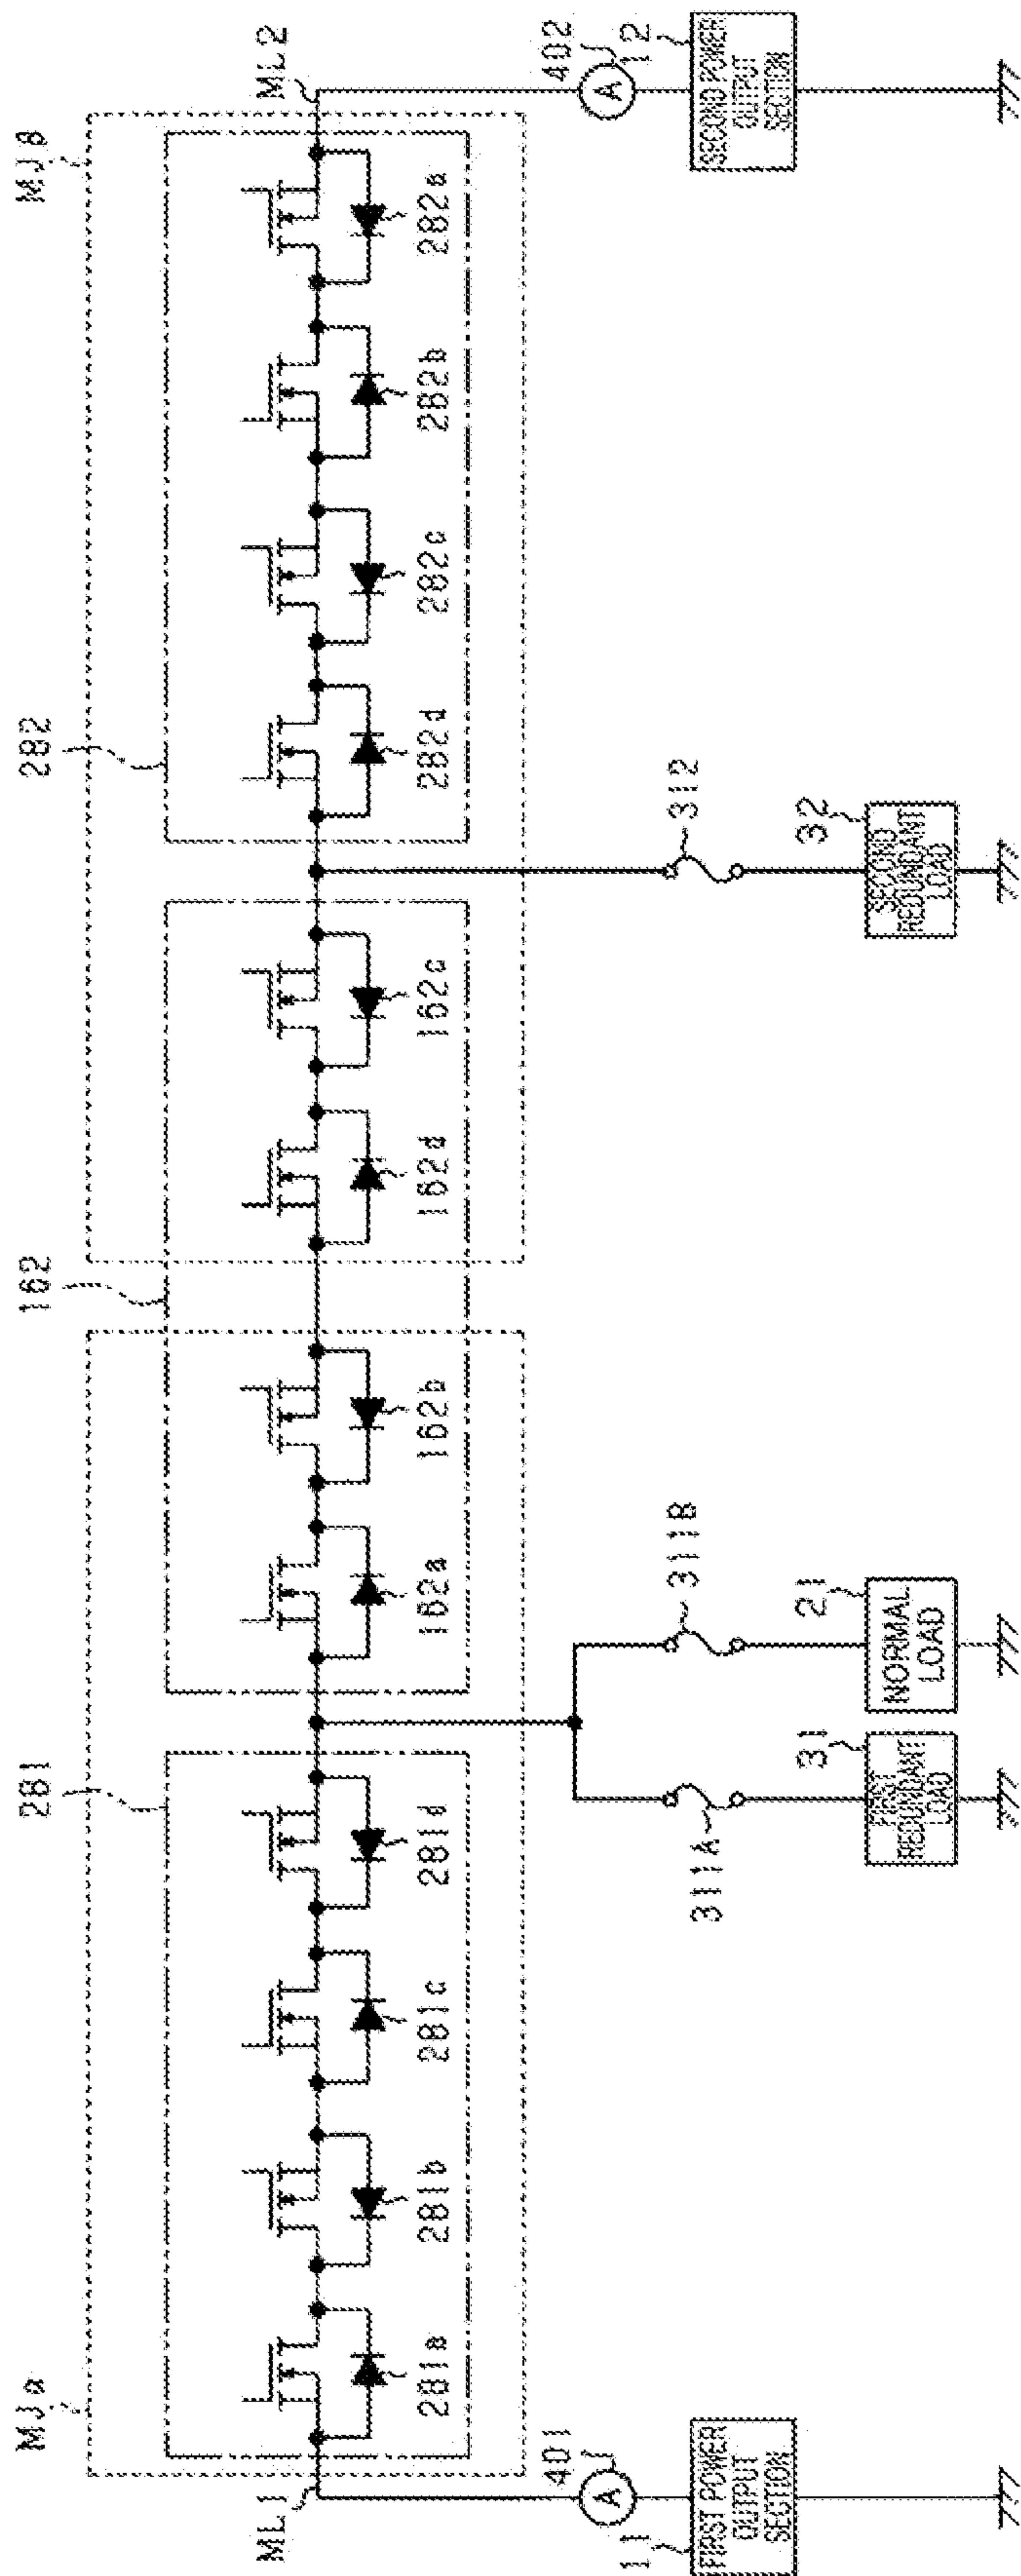 MJα
281
162
282
MJβ
ML1
ML2
281a
281b
281c
281d
162a
162b
162d
162c
282d
282c
282b
282a
401
A
402
A
11
FIRST POWER
OUTPUT
SECTION
311A
311B
31
FIRST
REDUNDANT
LOAD
21
NORMAL
LOAD
312
32
SECOND
REDUNDANT
LOAD
12
SECOND POWER
OUTPUT
SECTION